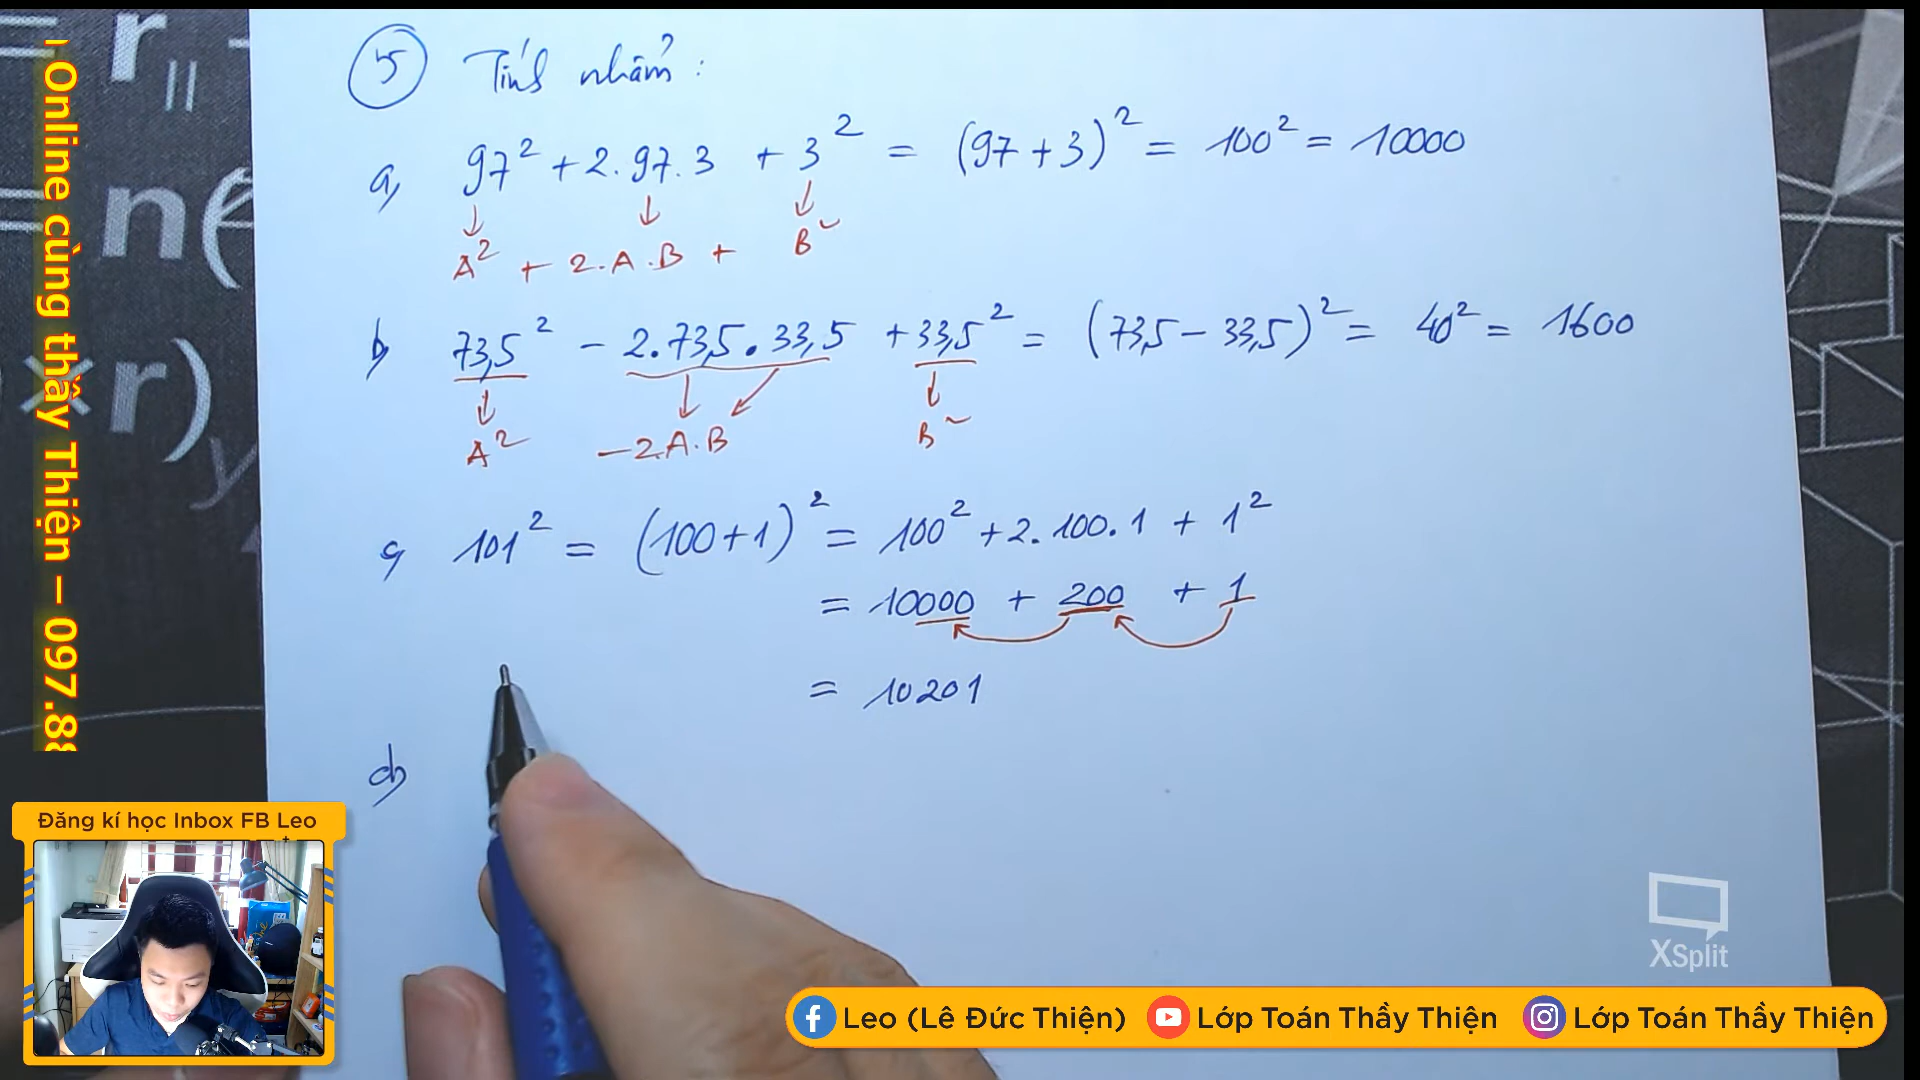 5 Tính nhẩm:
a, 97² + 2.97.3 + 3² = (97+3)² = 100² = 10000
A² + 2.A.B + B²
b, 73,5² - 2.73,5.33,5 + 33,5² = (73,5 - 33,5)² = 40² = 1600
A² -2.A.B B²
c, 101² = (100+1)² = 100² + 2.100.1 + 1²
= 10000 + 200 + 1
= 10201
d,
Online cùng thầy Thiện – 097.88
Đăng kí học Inbox FB Leo
XSplit
Leo (Lê Đức Thiện) Lớp Toán Thầy Thiện Lớp Toán Thầy Thiện